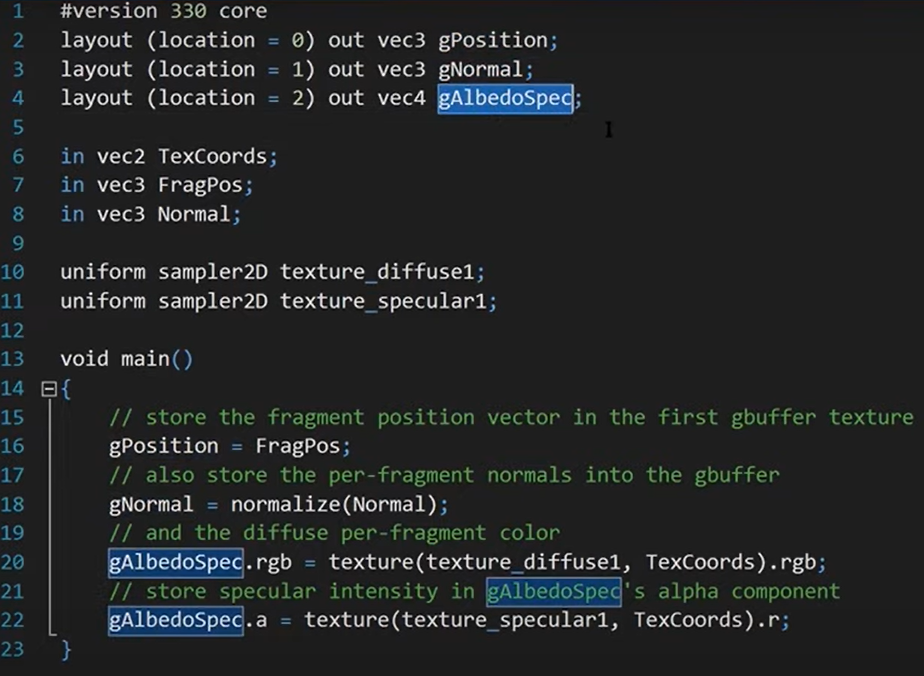 1 #version 330 core
2 layout (location = 0) out vec3 gPosition;
3 layout (location = 1) out vec3 gNormal;
4 layout (location = 2) out vec4 gAlbedoSpec;
5
6 in vec2 TexCoords;
7 in vec3 FragPos;
8 in vec3 Normal;
9
10 uniform sampler2D texture_diffuse1;
11 uniform sampler2D texture_specular1;
12
13 void main()
14 {
15 // store the fragment position vector in the first gbuffer texture
16 gPosition = FragPos;
17 // also store the per-fragment normals into the gbuffer
18 gNormal = normalize(Normal);
19 // and the diffuse per-fragment color
20 gAlbedoSpec.rgb = texture(texture_diffuse1, TexCoords).rgb;
21 // store specular intensity in gAlbedoSpec's alpha component
22 gAlbedoSpec.a = texture(texture_specular1, TexCoords).r;
23 }